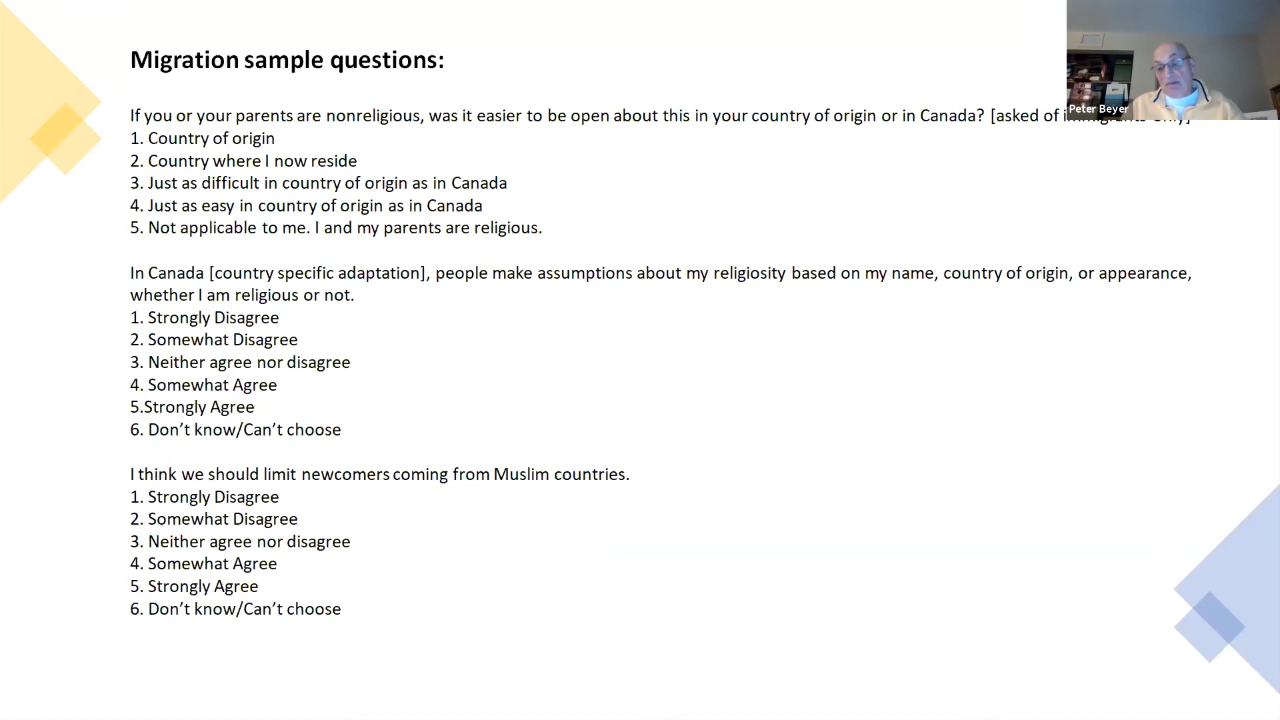 Migration sample questions:
If you or your parents are nonreligious, was it easier to be open about this in your country of origin or in Canada? [asked of immigrants only]
1. Country of origin
2. Country where I now reside
3. Just as difficult in country of origin as in Canada
4. Just as easy in country of origin as in Canada
5. Not applicable to me. I and my parents are religious.
In Canada [country specific adaptation], people make assumptions about my religiosity based on my name, country of origin, or appearance,
whether I am religious or not.
1. Strongly Disagree
2. Somewhat Disagree
3. Neither agree nor disagree
4. Somewhat Agree
5.Strongly Agree
6. Don’t know/Can’t choose
I think we should limit newcomers coming from Muslim countries.
1. Strongly Disagree
2. Somewhat Disagree
3. Neither agree nor disagree
4. Somewhat Agree
5. Strongly Agree
6. Don’t know/Can’t choose
Peter Beyer